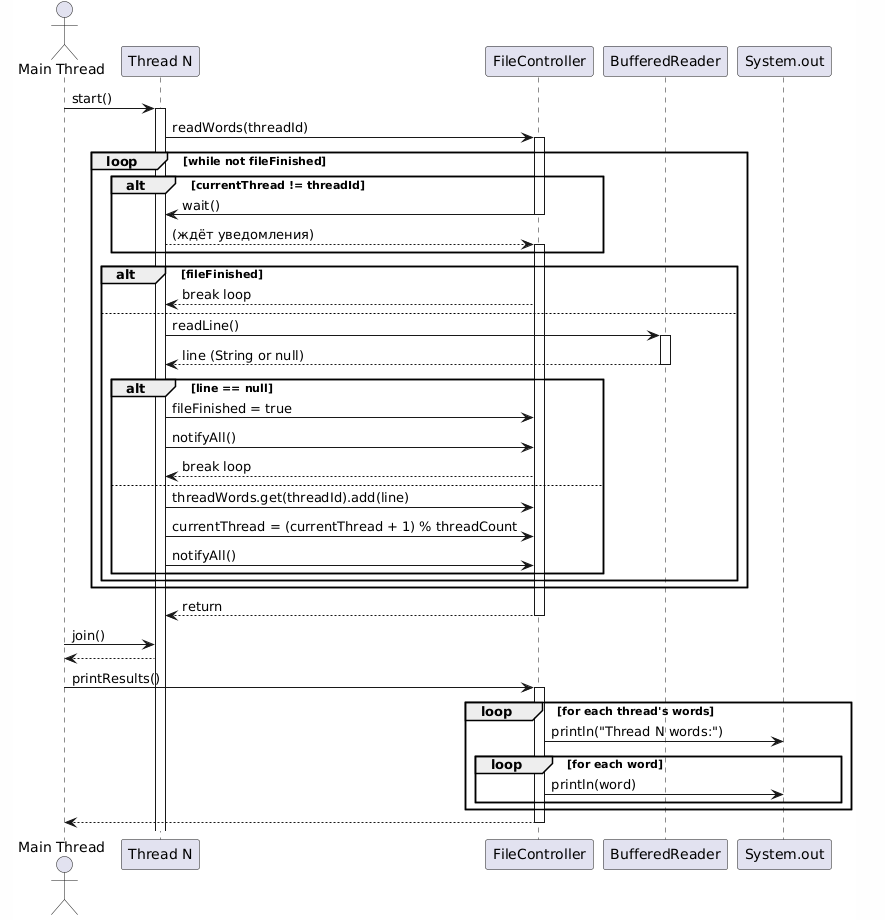 Main Thread
Thread N
FileController
BufferedReader
System.out
start()
readWords(threadId)
loop
[while not fileFinished]
alt
[currentThread != threadId]
wait()
(ждёт уведомления)
alt
[fileFinished]
break loop
readLine()
line (String or null)
alt
[line == null]
fileFinished = true
notifyAll()
break loop
threadWords.get(threadId).add(line)
currentThread = (currentThread + 1) % threadCount
notifyAll()
return
join()
printResults()
loop
[for each thread's words]
println("Thread N words:")
loop
[for each word]
println(word)
Main Thread
Thread N
FileController
BufferedReader
System.out